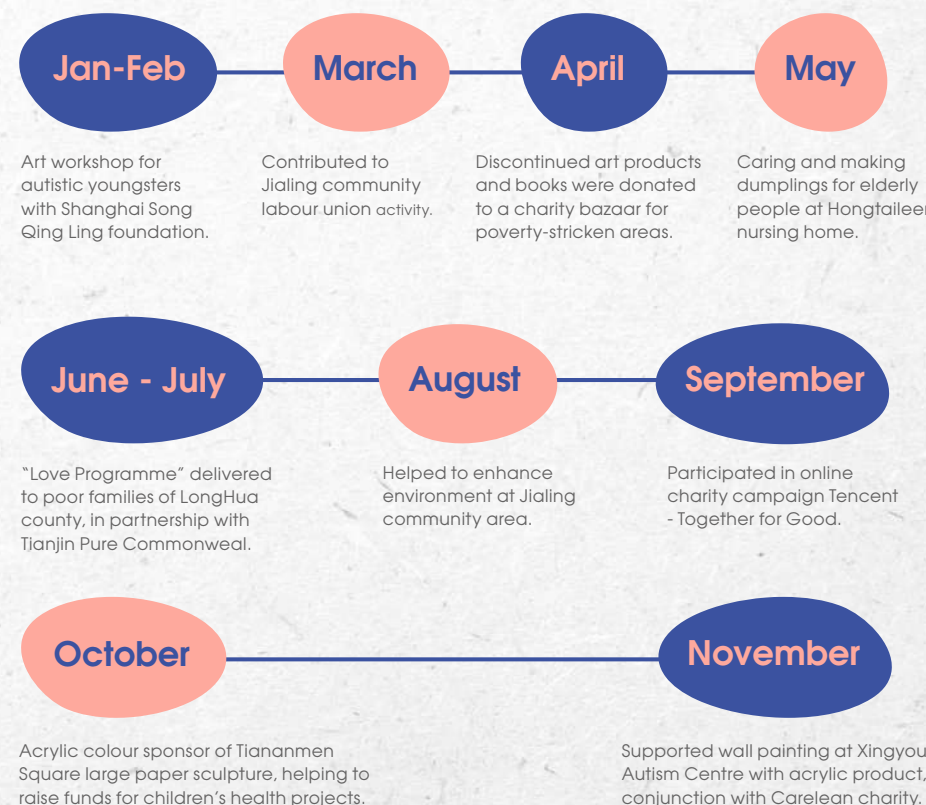 Jan-Feb
March
April
May
Art workshop for
autistic youngsters
with Shanghai Song
Qing Ling foundation.
Contributed to
Jialing community
labour union activity.
Discontinued art products
and books were donated
to a charity bazaar for
poverty-stricken areas.
Caring and making
dumplings for elderly
people at Hongtaileer
nursing home.
June - July
August
September
“Love Programme” delivered
to poor families of LongHua
county, in partnership with
Tianjin Pure Commonweal.
Helped to enhance
environment at Jialing
community area.
Participated in online
charity campaign Tencent
- Together for Good.
October
November
Acrylic colour sponsor of Tiananmen
Square large paper sculpture, helping to
raise funds for children’s health projects.
Supported wall painting at Xingyou
Autism Centre with acrylic product,
conjunction with Carelean charity.